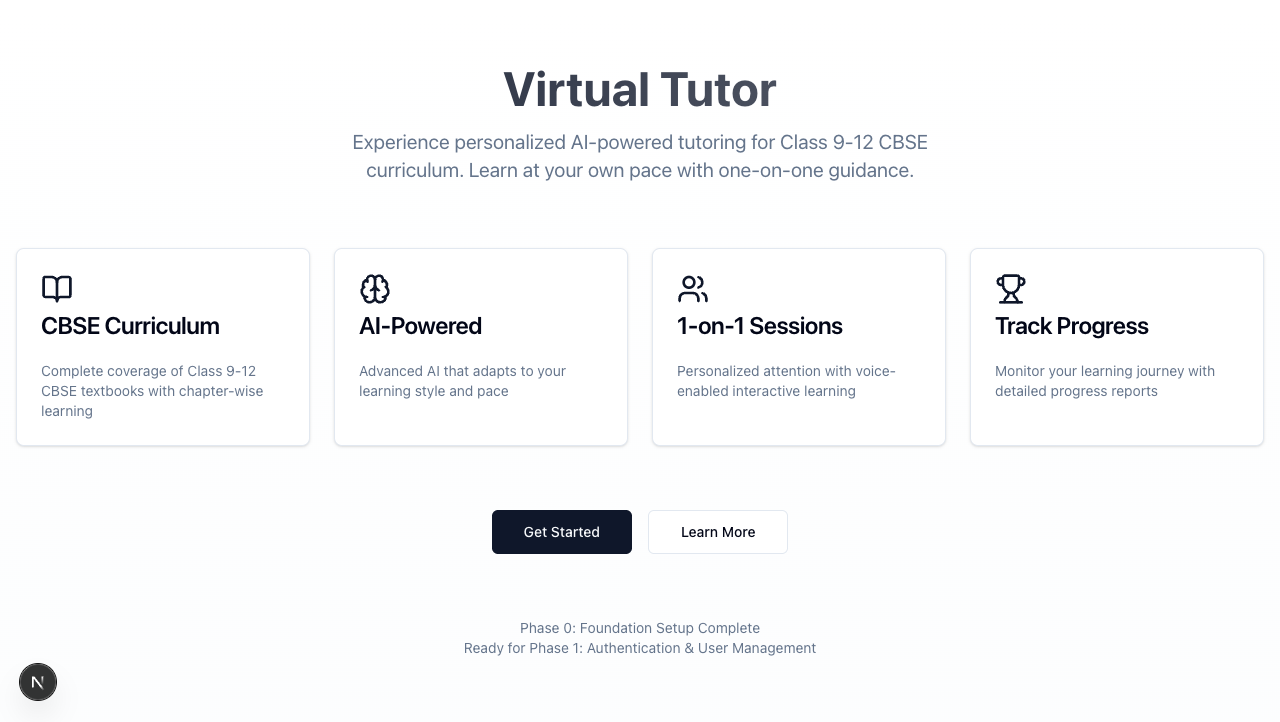 Virtual Tutor
Experience personalized AI-powered tutoring for Class 9-12 CBSE
curriculum. Learn at your own pace with one-on-one guidance.
CBSE Curriculum
Complete coverage of Class 9-12
CBSE textbooks with chapter-wise
learning
AI-Powered
Advanced AI that adapts to your
learning style and pace
1-on-1 Sessions
Personalized attention with voice-
enabled interactive learning
Track Progress
Monitor your learning journey with
detailed progress reports
Get Started
Learn More
Phase 0: Foundation Setup Complete
Ready for Phase 1: Authentication & User Management
N